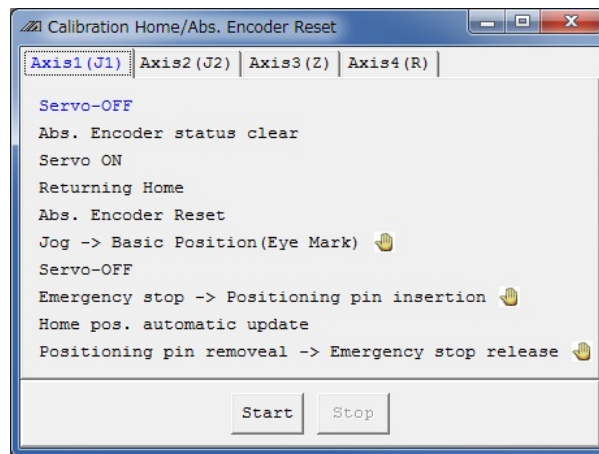 Calibration Home/Abs. Encoder Reset
Axis1(J1) Axis2(J2) Axis3(Z) Axis4(R)
Servo-OFF
Abs. Encoder status clear
Servo ON
Returning Home
Abs. Encoder Reset
Jog -> Basic Position(Eye Mark)
Servo-OFF
Emergency stop -> Positioning pin insertion
Home pos. automatic update
Positioning pin removeal -> Emergency stop release
Start Stop